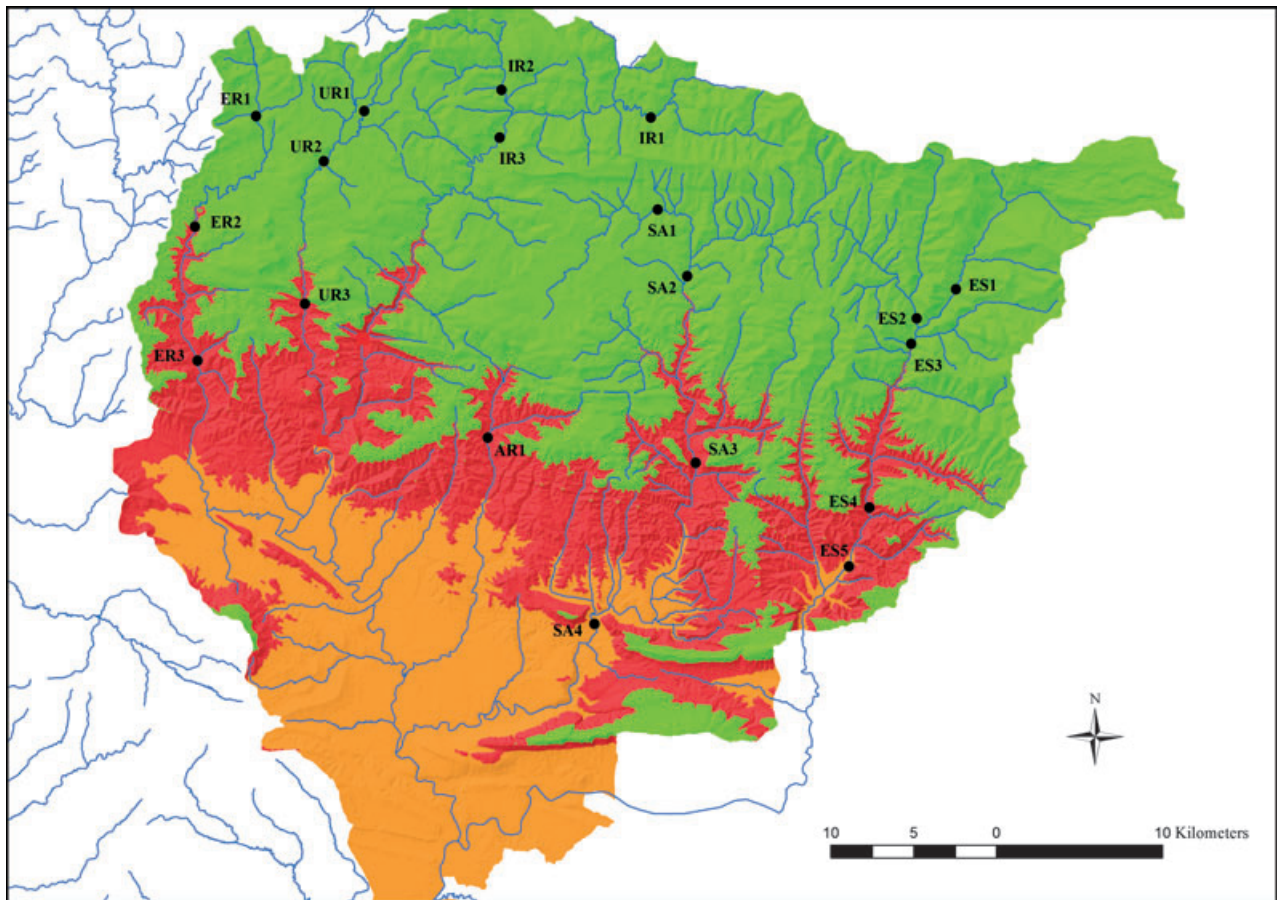 IR2
ER1
UR1
IR1
IR3
UR2
ER2
SA1
SA2
ES1
UR3
ES2
ES3
ER3
AR1
SA3
ES4
ES5
SA4
N
10 5 0 10 Kilometers